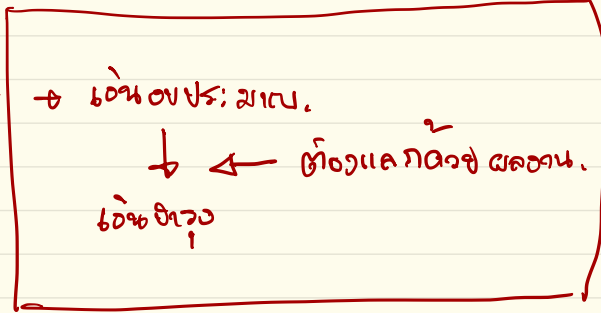 → เงินงบประมาณ.
↓ ← ต้องแลกด้วย ผลงาน.
เงินบำรุง